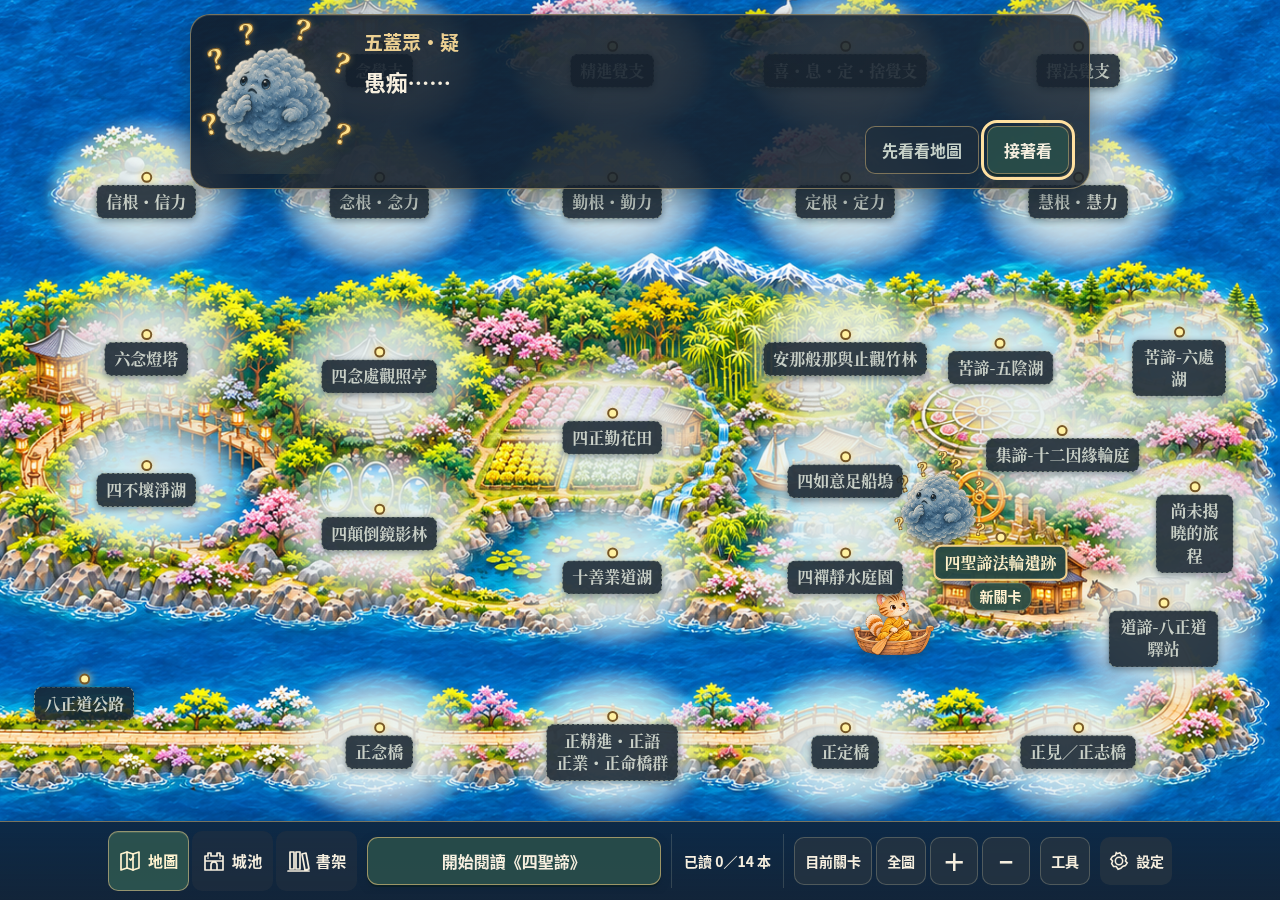 五蓋眾・疑
愚痴⋯⋯
先看看地圖
接著看
念覺支
精進覺支
喜・息・定・捨覺支
擇法覺支
信根・信力
念根・念力
勤根・勤力
定根・定力
慧根・慧力
六念燈塔
四念處觀照亭
安那般那與止觀竹林
苦諦-五陰湖
苦諦-六處
湖
四正勤花田
集諦-十二因緣輪庭
四不壞淨湖
四如意足船塢
四顛倒鏡影林
尚未揭
曉的旅
程
十善業道湖
四禪靜水庭園
四聖諦法輪遺跡
新關卡
道諦-八正道
驛站
八正道公路
正念橋
正精進・正語
正業・正命橋群
正定橋
正見／正志橋
地圖
城池
書架
開始閱讀《四聖諦》
已讀 0／14 本
目前關卡
全圖
＋
−
工具
設定